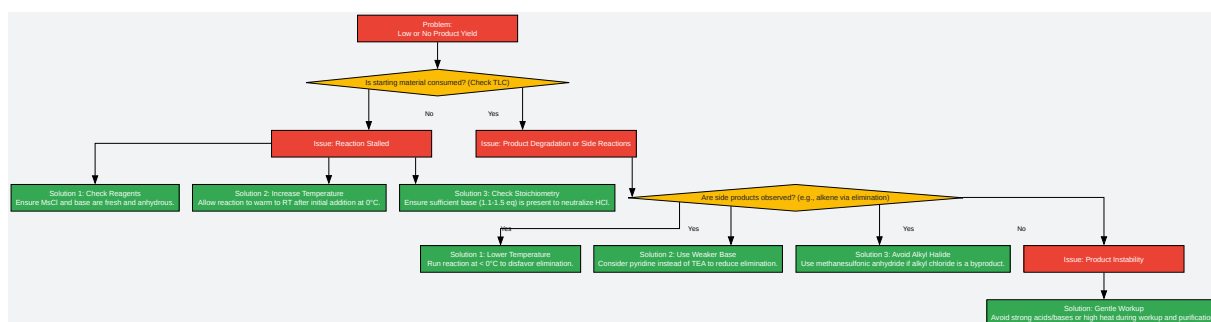 Problem:
Low or No Product Yield
Is starting material consumed? (Check TLC)
No
Yes
Issue: Reaction Stalled
Issue: Product Degradation or Side Reactions
Solution 1: Check Reagents
Ensure MsCl and base are fresh and anhydrous.
Solution 2: Increase Temperature
Allow reaction to warm to RT after initial addition at 0°C.
Solution 3: Check Stoichiometry
Ensure sufficient base (1.1-1.5 eq) is present to neutralize HCl.
Are side products observed? (e.g., alkene via elimination)
Yes
Yes
Yes
No
Solution 1: Lower Temperature
Run reaction at < 0°C to disfavor elimination.
Solution 2: Use Weaker Base
Consider pyridine instead of TEA to reduce elimination.
Solution 3: Avoid Alkyl Halide
Use methanesulfonic anhydride if alkyl chloride is a byproduct.
Issue: Product Instability
Solution: Gentle Workup
Avoid strong acids/bases or high heat during workup and purificatio